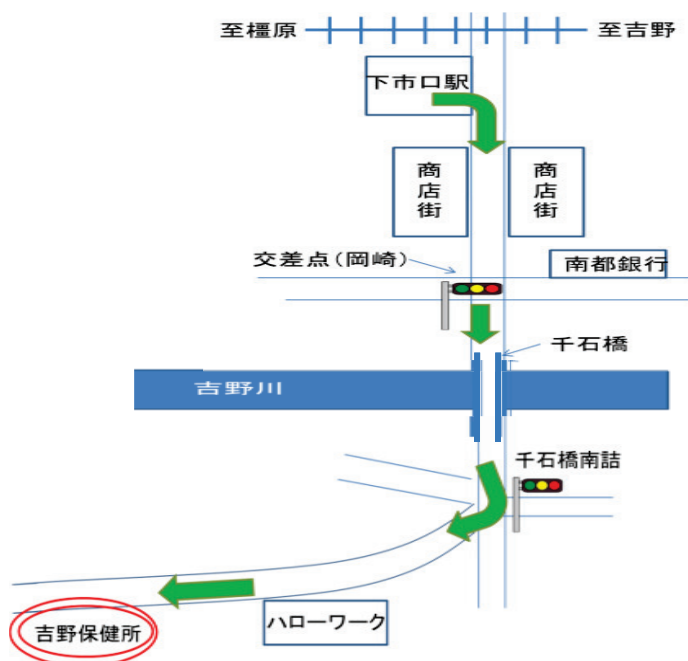 至橿原
至吉野
下市口駅
商店街
商店街
交差点(岡崎)
南都銀行
千石橋
吉野川
千石橋南詰
ハローワーク
吉野保健所